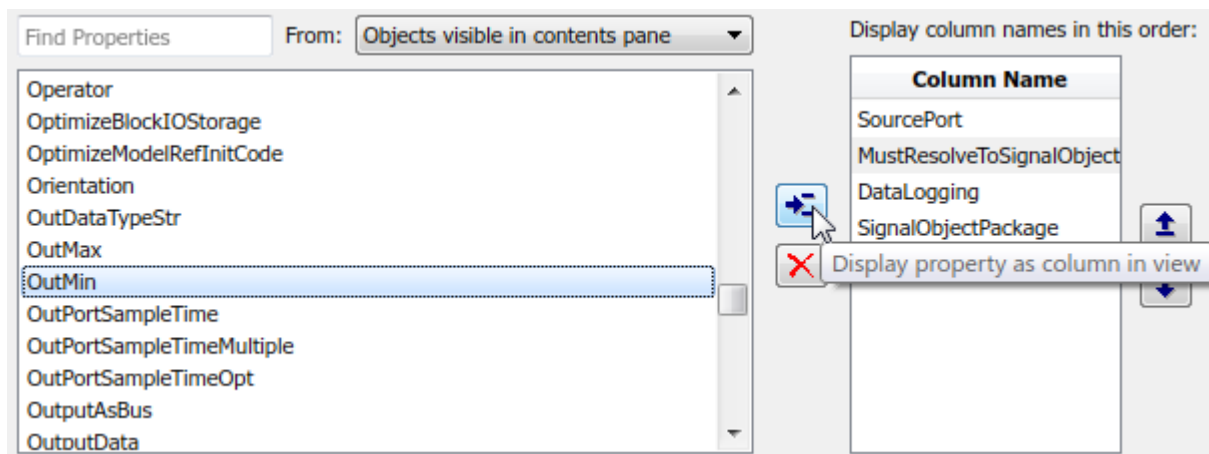 Find Properties
From: Objects visible in contents pane
Operator
OptimizeBlockIOStorage
OptimizeModelRefInitCode
Orientation
OutDataTypeStr
OutMax
OutMin
OutPortSampleTime
OutPortSampleTimeMultiple
OutPortSampleTimeOpt
OutputAsBus
OutputData
Display column names in this order:
Column Name
SourcePort
MustResolveToSignalObject
DataLogging
SignalObjectPackage
Display property as column in view